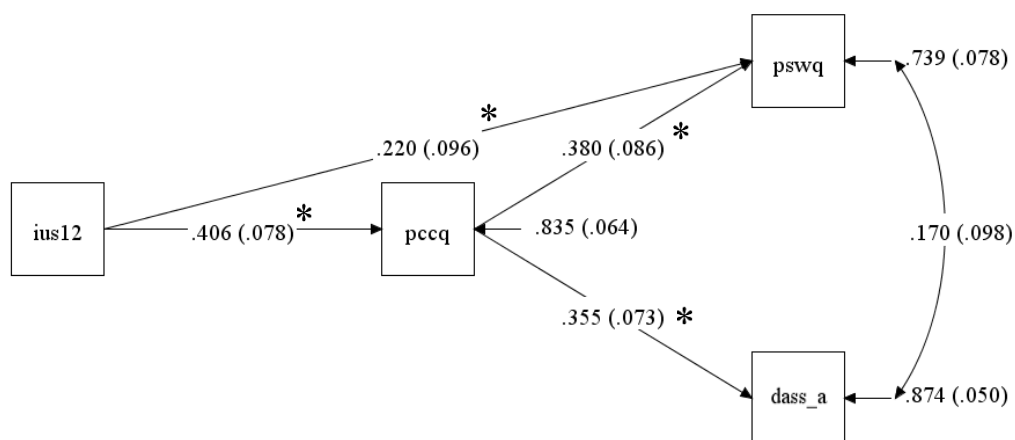 pswq
.739 (.078)
*
.220 (.096)
.380 (.086) *
ius12
.406 (.078) *
pccq
.835 (.064)
.170 (.098)
.355 (.073) *
dass_a
.874 (.050)